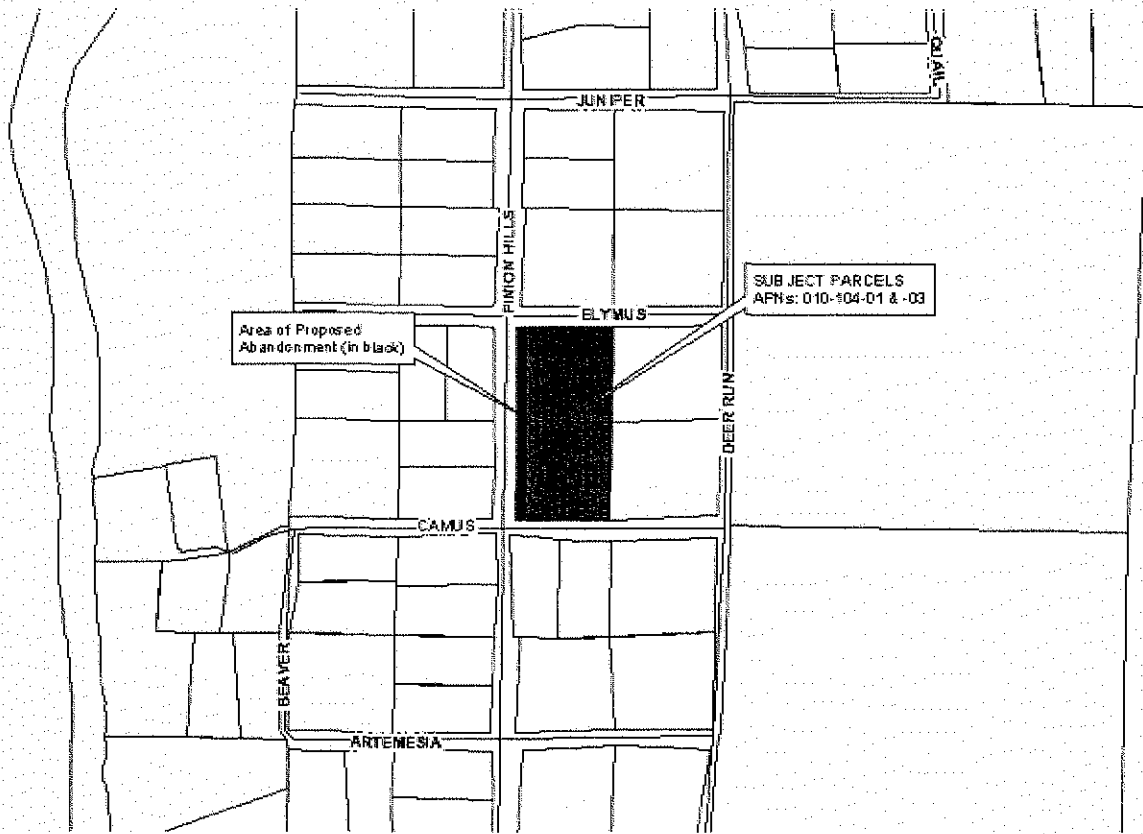 QUAIL
JUNIPER
PINION HILLS
SUBJECT PARCELS
APNs: 010-104-01 & -03
ELYMUS
Area of Proposed
Abandonment (in black)
DEER RUN
CAMUS
BEAVER
ARTEMESIA